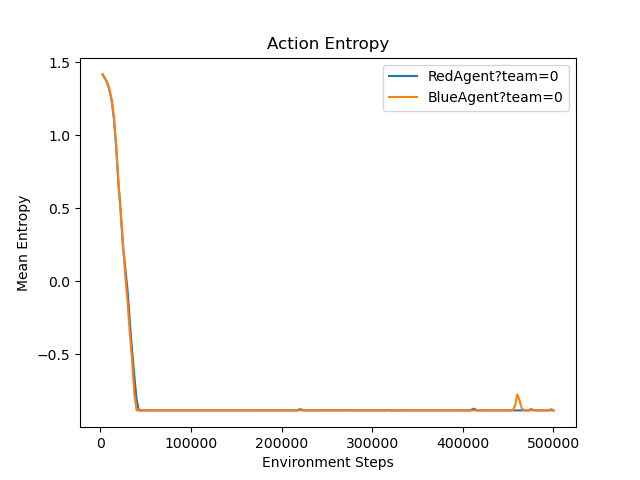 Action Entropy
1.5
1.0
0.5
0.0
−0.5
Mean Entropy
RedAgent?team=0
BlueAgent?team=0
0 100000 200000 300000 400000 500000
Environment Steps